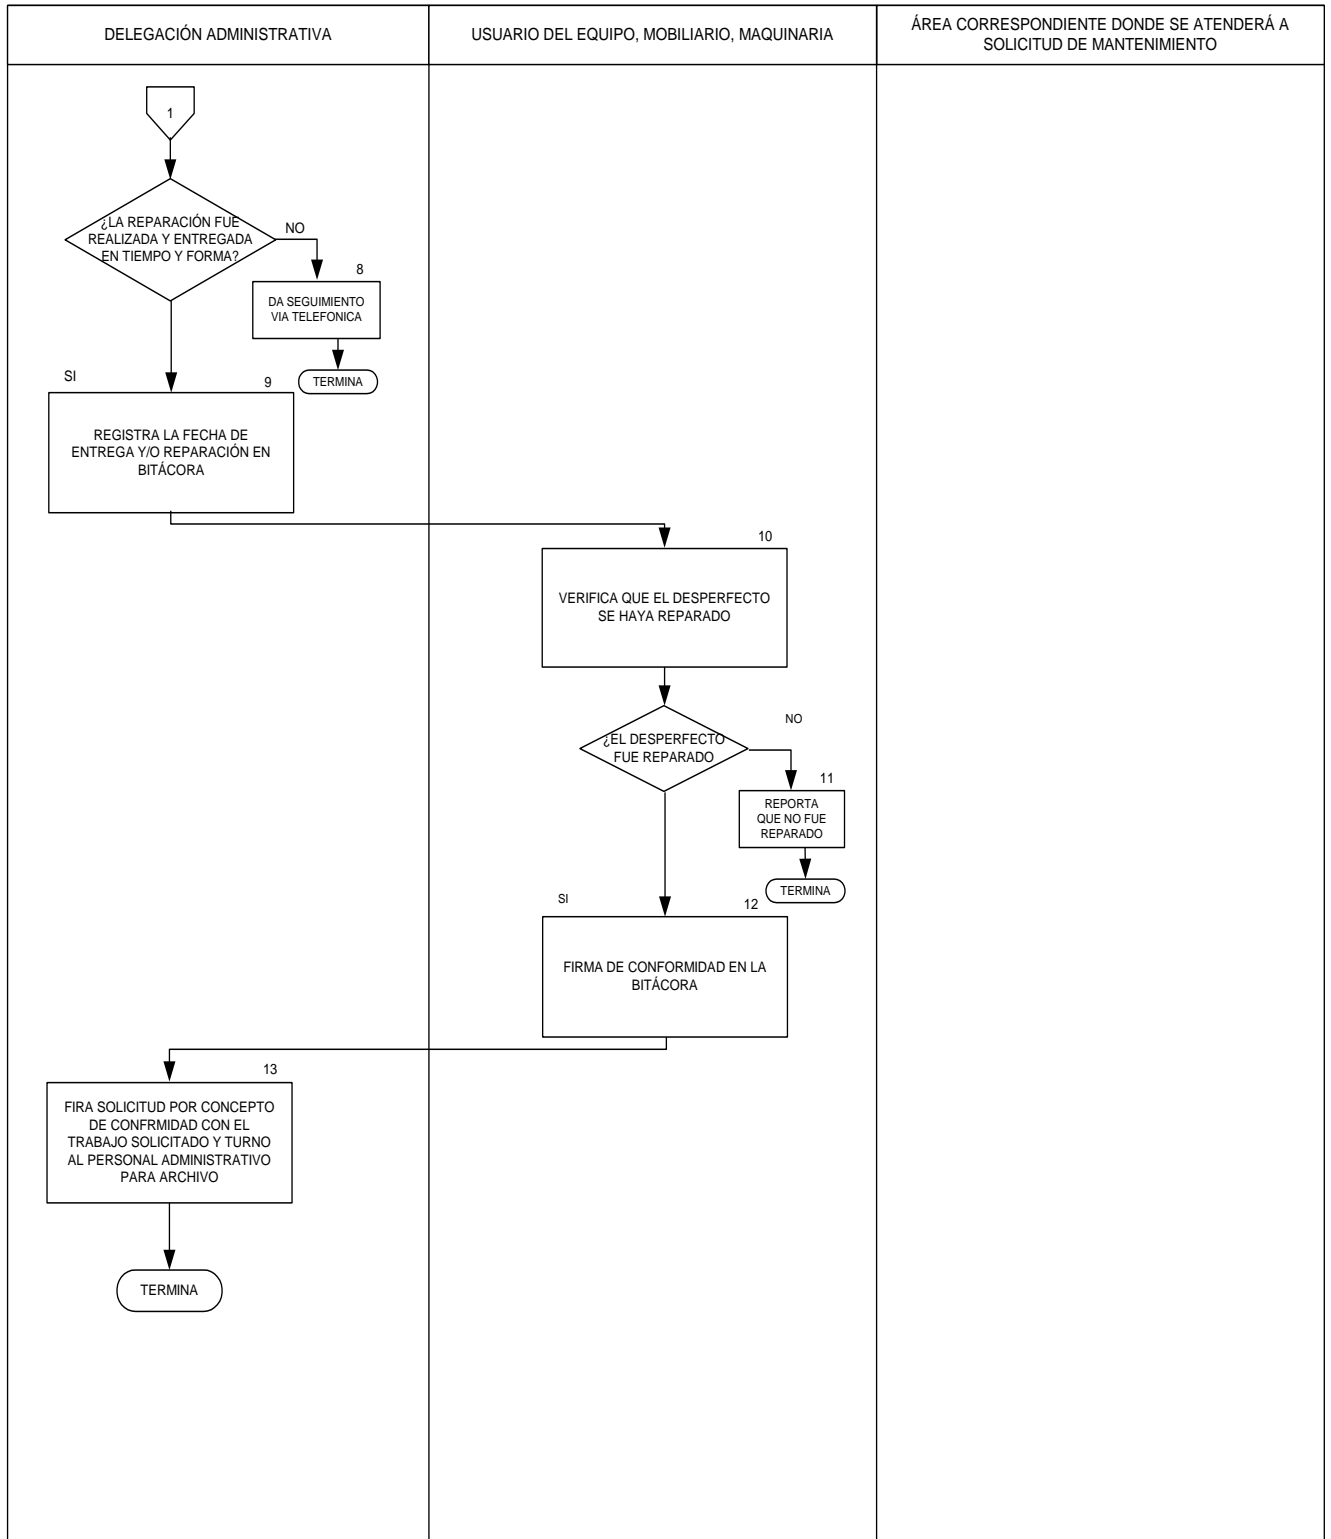 DELEGACIÓN ADMINISTRATIVA
USUARIO DEL EQUIPO, MOBILIARIO, MAQUINARIA
ÁREA CORRESPONDIENTE DONDE SE ATENDERÁ A
SOLICITUD DE MANTENIMIENTO
1
¿LA REPARACIÓN FUE
REALIZADA Y ENTREGADA
EN TIEMPO Y FORMA?
NO
8
DA SEGUIMIENTO
VIA TELEFONICA
TERMINA
SI
9
REGISTRA LA FECHA DE
ENTREGA Y/O REPARACIÓN EN
BITÁCORA
10
VERIFICA QUE EL DESPERFECTO
SE HAYA REPARADO
¿EL DESPERFECTO
FUE REPARADO
NO
11
REPORTA
QUE NO FUE
REPARADO
TERMINA
SI
12
FIRMA DE CONFORMIDAD EN LA
BITÁCORA
13
FIRA SOLICITUD POR CONCEPTO
DE CONFRMIDAD CON EL
TRABAJO SOLICITADO Y TURNO
AL PERSONAL ADMINISTRATIVO
PARA ARCHIVO
TERMINA